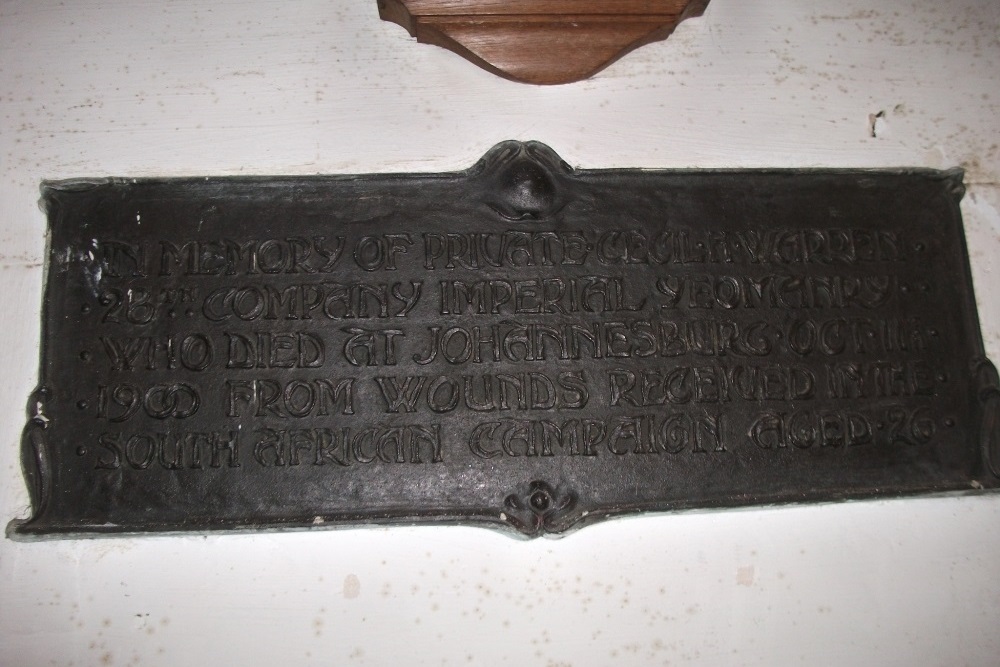 IN MEMORY OF PRIVATE·CECIL·H·WARREN·
·28TH·COMPANY IMPERIAL YEOMANRY··
·WHO DIED AT JOHANNESBURG·OCT·11TH·
·1900 FROM WOUNDS RECEIVED IN THE·
·SOUTH AFRICAN CAMPAIGN AGED·26·